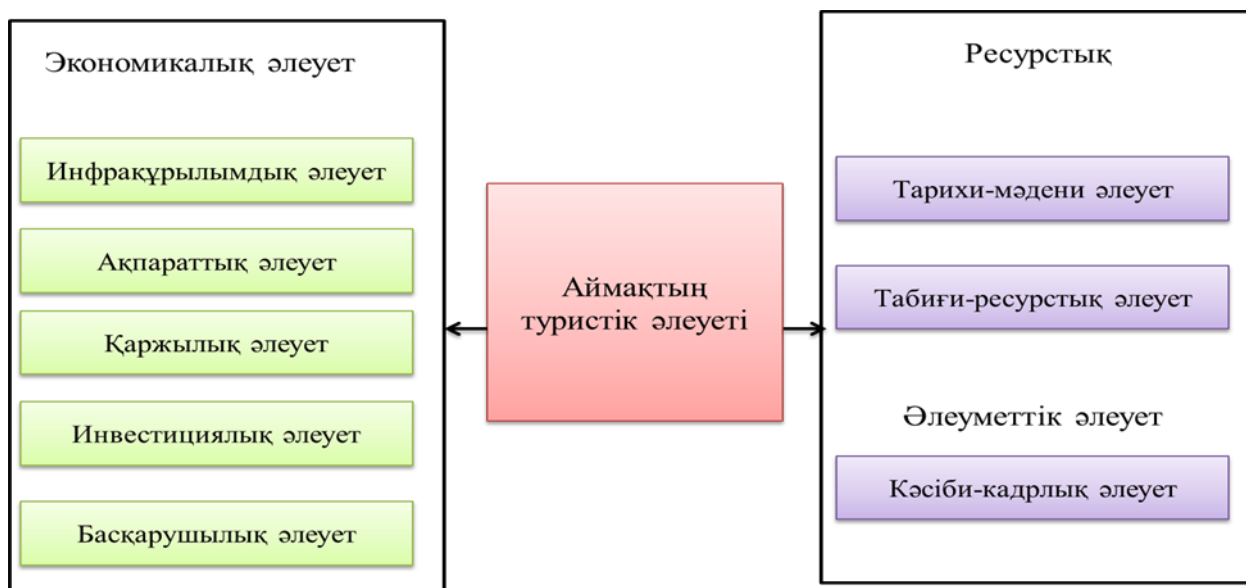 Экономикалық әлеует
Инфрақұрылымдық әлеует
Ақпараттық әлеует
Қаржылық әлеует
Инвестициялық әлеует
Басқарушылық әлеует
Аймақтың
туристік әлеуеті
Ресурстық
Тарихи-мәдени әлеует
Табиғи-ресурстық әлеует
Әлеуметтік әлеует
Кәсіби-кадрлық әлеует